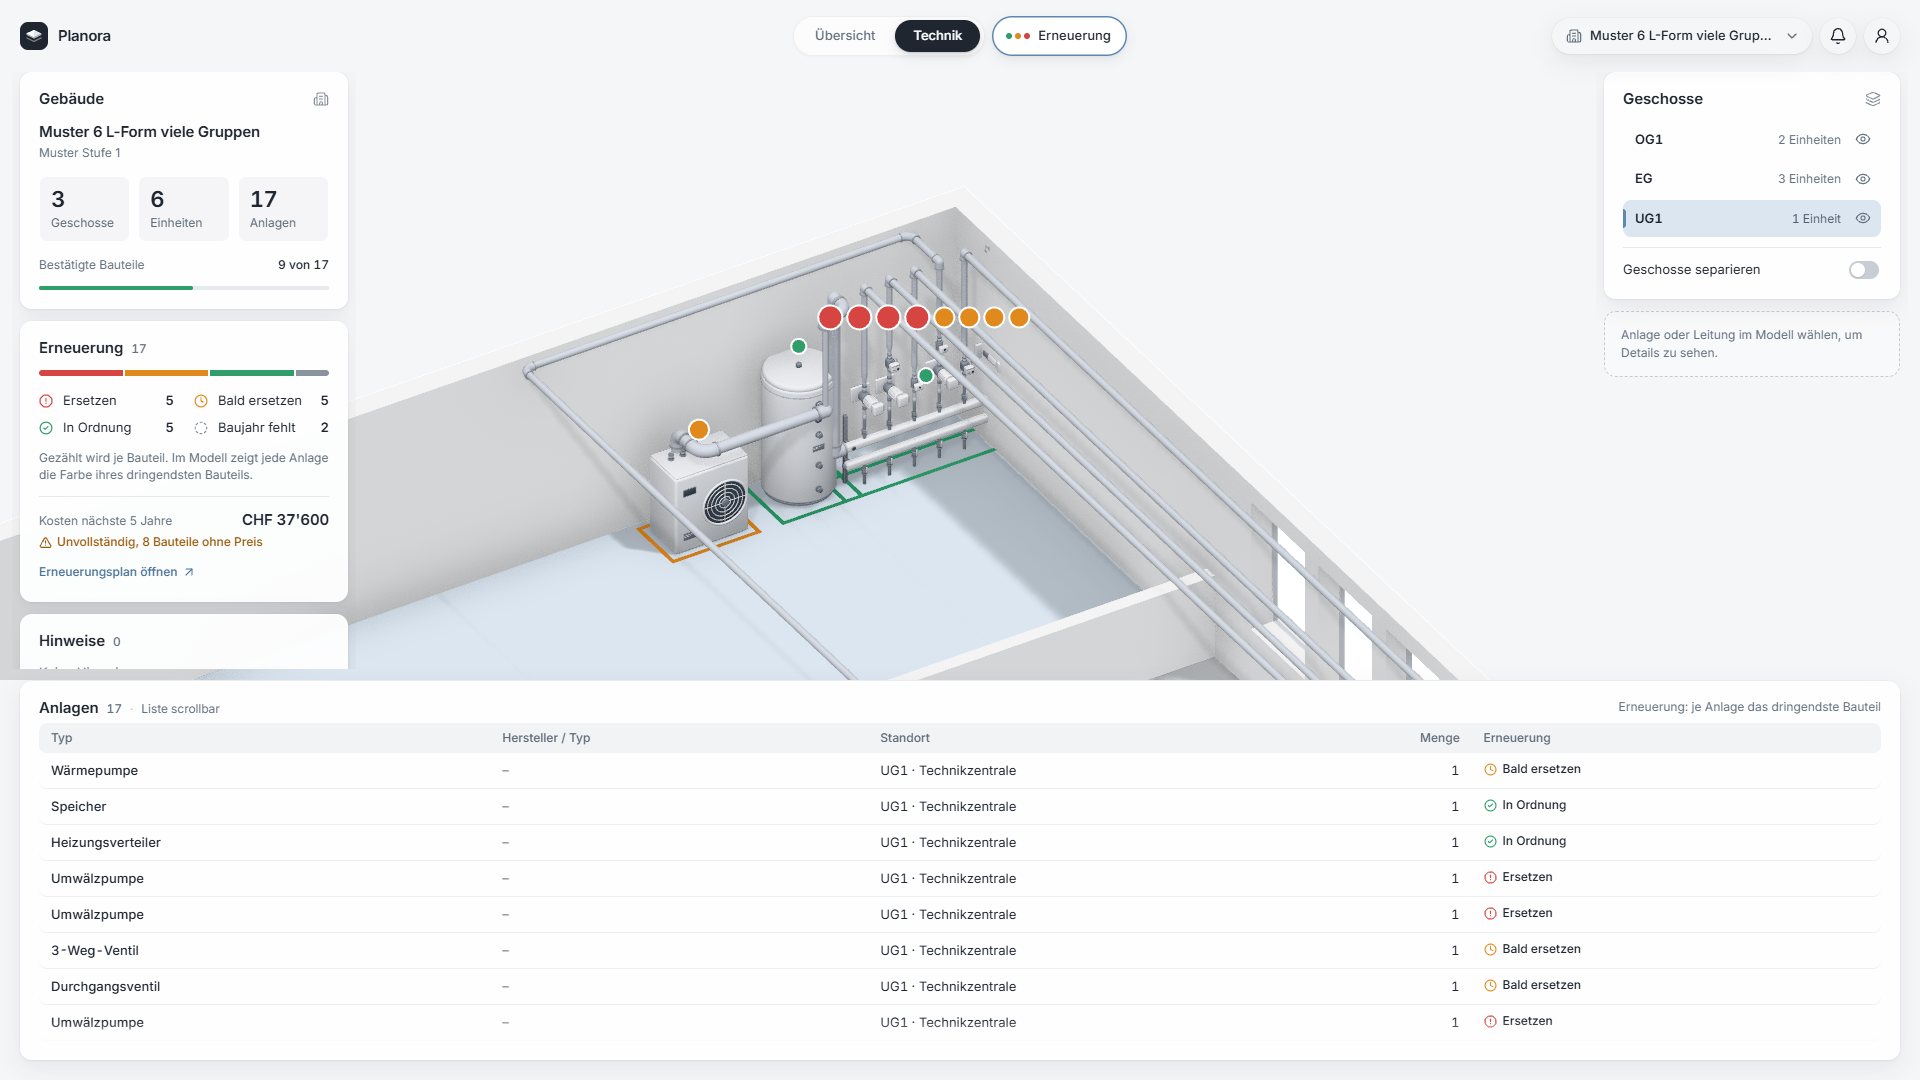 Planora
Übersicht
Technik
Erneuerung
Muster 6 L-Form viele Grup...
Gebäude
Muster 6 L-Form viele Gruppen
Muster Stufe 1
3 6 17
Geschosse Einheiten Anlagen
Bestätigte Bauteile 9 von 17
Erneuerung 17
Ersetzen 5 Bald ersetzen 5
In Ordnung 5 Baujahr fehlt 2
Gezählt wird je Bauteil. Im Modell zeigt jede Anlage
die Farbe ihres dringendsten Bauteils.
Kosten nächste 5 Jahre CHF 37'600
Unvollständig, 8 Bauteile ohne Preis
Erneuerungsplan öffnen
Hinweise 0
Geschosse
OG1 2 Einheiten
EG 3 Einheiten
UG1 1 Einheit
Geschosse separieren
Anlage oder Leitung im Modell wählen, um
Details zu sehen.
Anlagen 17 · Liste scrollbar
Erneuerung: je Anlage das dringendste Bauteil
Typ Hersteller / Typ Standort Menge Erneuerung
Wärmepumpe – UG1 · Technikzentrale 1 Bald ersetzen
Speicher – UG1 · Technikzentrale 1 In Ordnung
Heizungsverteiler – UG1 · Technikzentrale 1 In Ordnung
Umwälzpumpe – UG1 · Technikzentrale 1 Ersetzen
Umwälzpumpe – UG1 · Technikzentrale 1 Ersetzen
3-Weg-Ventil – UG1 · Technikzentrale 1 Bald ersetzen
Durchgangsventil – UG1 · Technikzentrale 1 Bald ersetzen
Umwälzpumpe – UG1 · Technikzentrale 1 Ersetzen